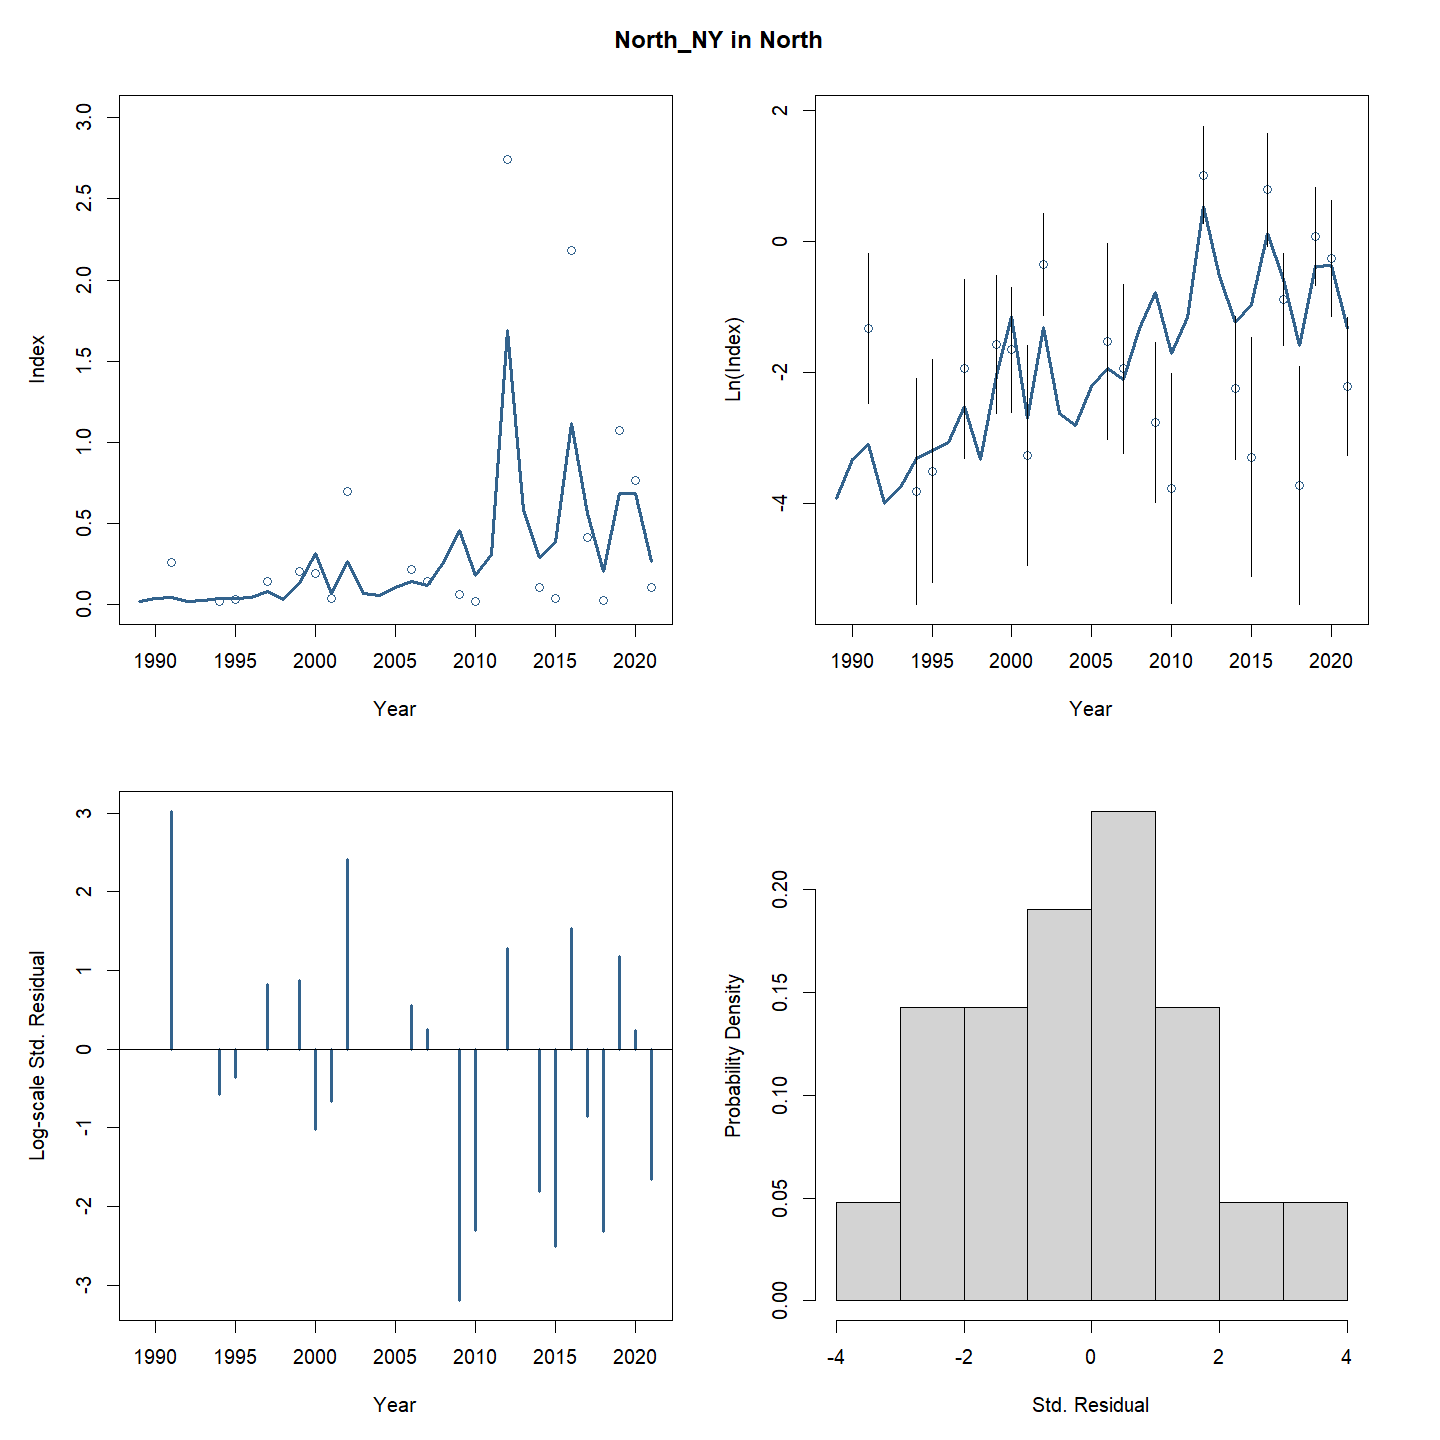 North_NY in North
3.0
2.5
2.0
1.5
1.0
0.5
0.0
Index
1990 1995 2000 2005 2010 2015 2020
Year
2
0
-2
-4
Ln(Index)
1990 1995 2000 2005 2010 2015 2020
Year
3
2
1
0
-1
-2
-3
Log-scale Std. Residual
1990 1995 2000 2005 2010 2015 2020
Year
0.20
0.15
0.10
0.05
0.00
Probability Density
-4 -2 0 2 4
Std. Residual